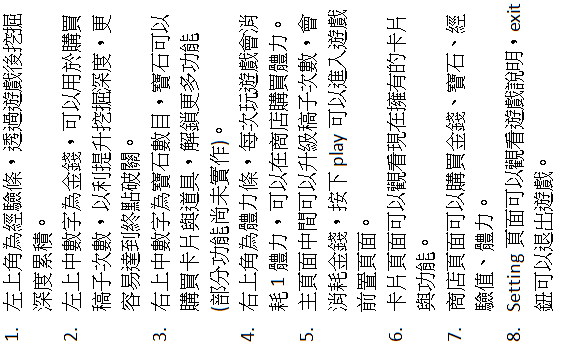 1. 左上角為經驗條，透過遊戲後挖掘
深度累積。
2. 左上中數字為金錢，可以用於購買
稿子次數，以利提升挖掘深度，更
容易達到終點破關。
3. 右上中數字為寶石數目，寶石可以
購買卡片與道具，解鎖更多功能
(部分功能尚未實作)。
4. 右上角為體力條，每次玩遊戲會消
耗 1 體力，可以在商店購買體力。
5. 主頁面中間可以升級稿子次數，會
消耗金錢，按下 play 可以進入遊戲
前置頁面。
6. 卡片頁面可以觀看現在擁有的卡片
與功能。
7. 商店頁面可以購買金錢、寶石、經
驗值、體力。
8. Setting 頁面可以觀看遊戲說明，exit
鈕可以退出遊戲。